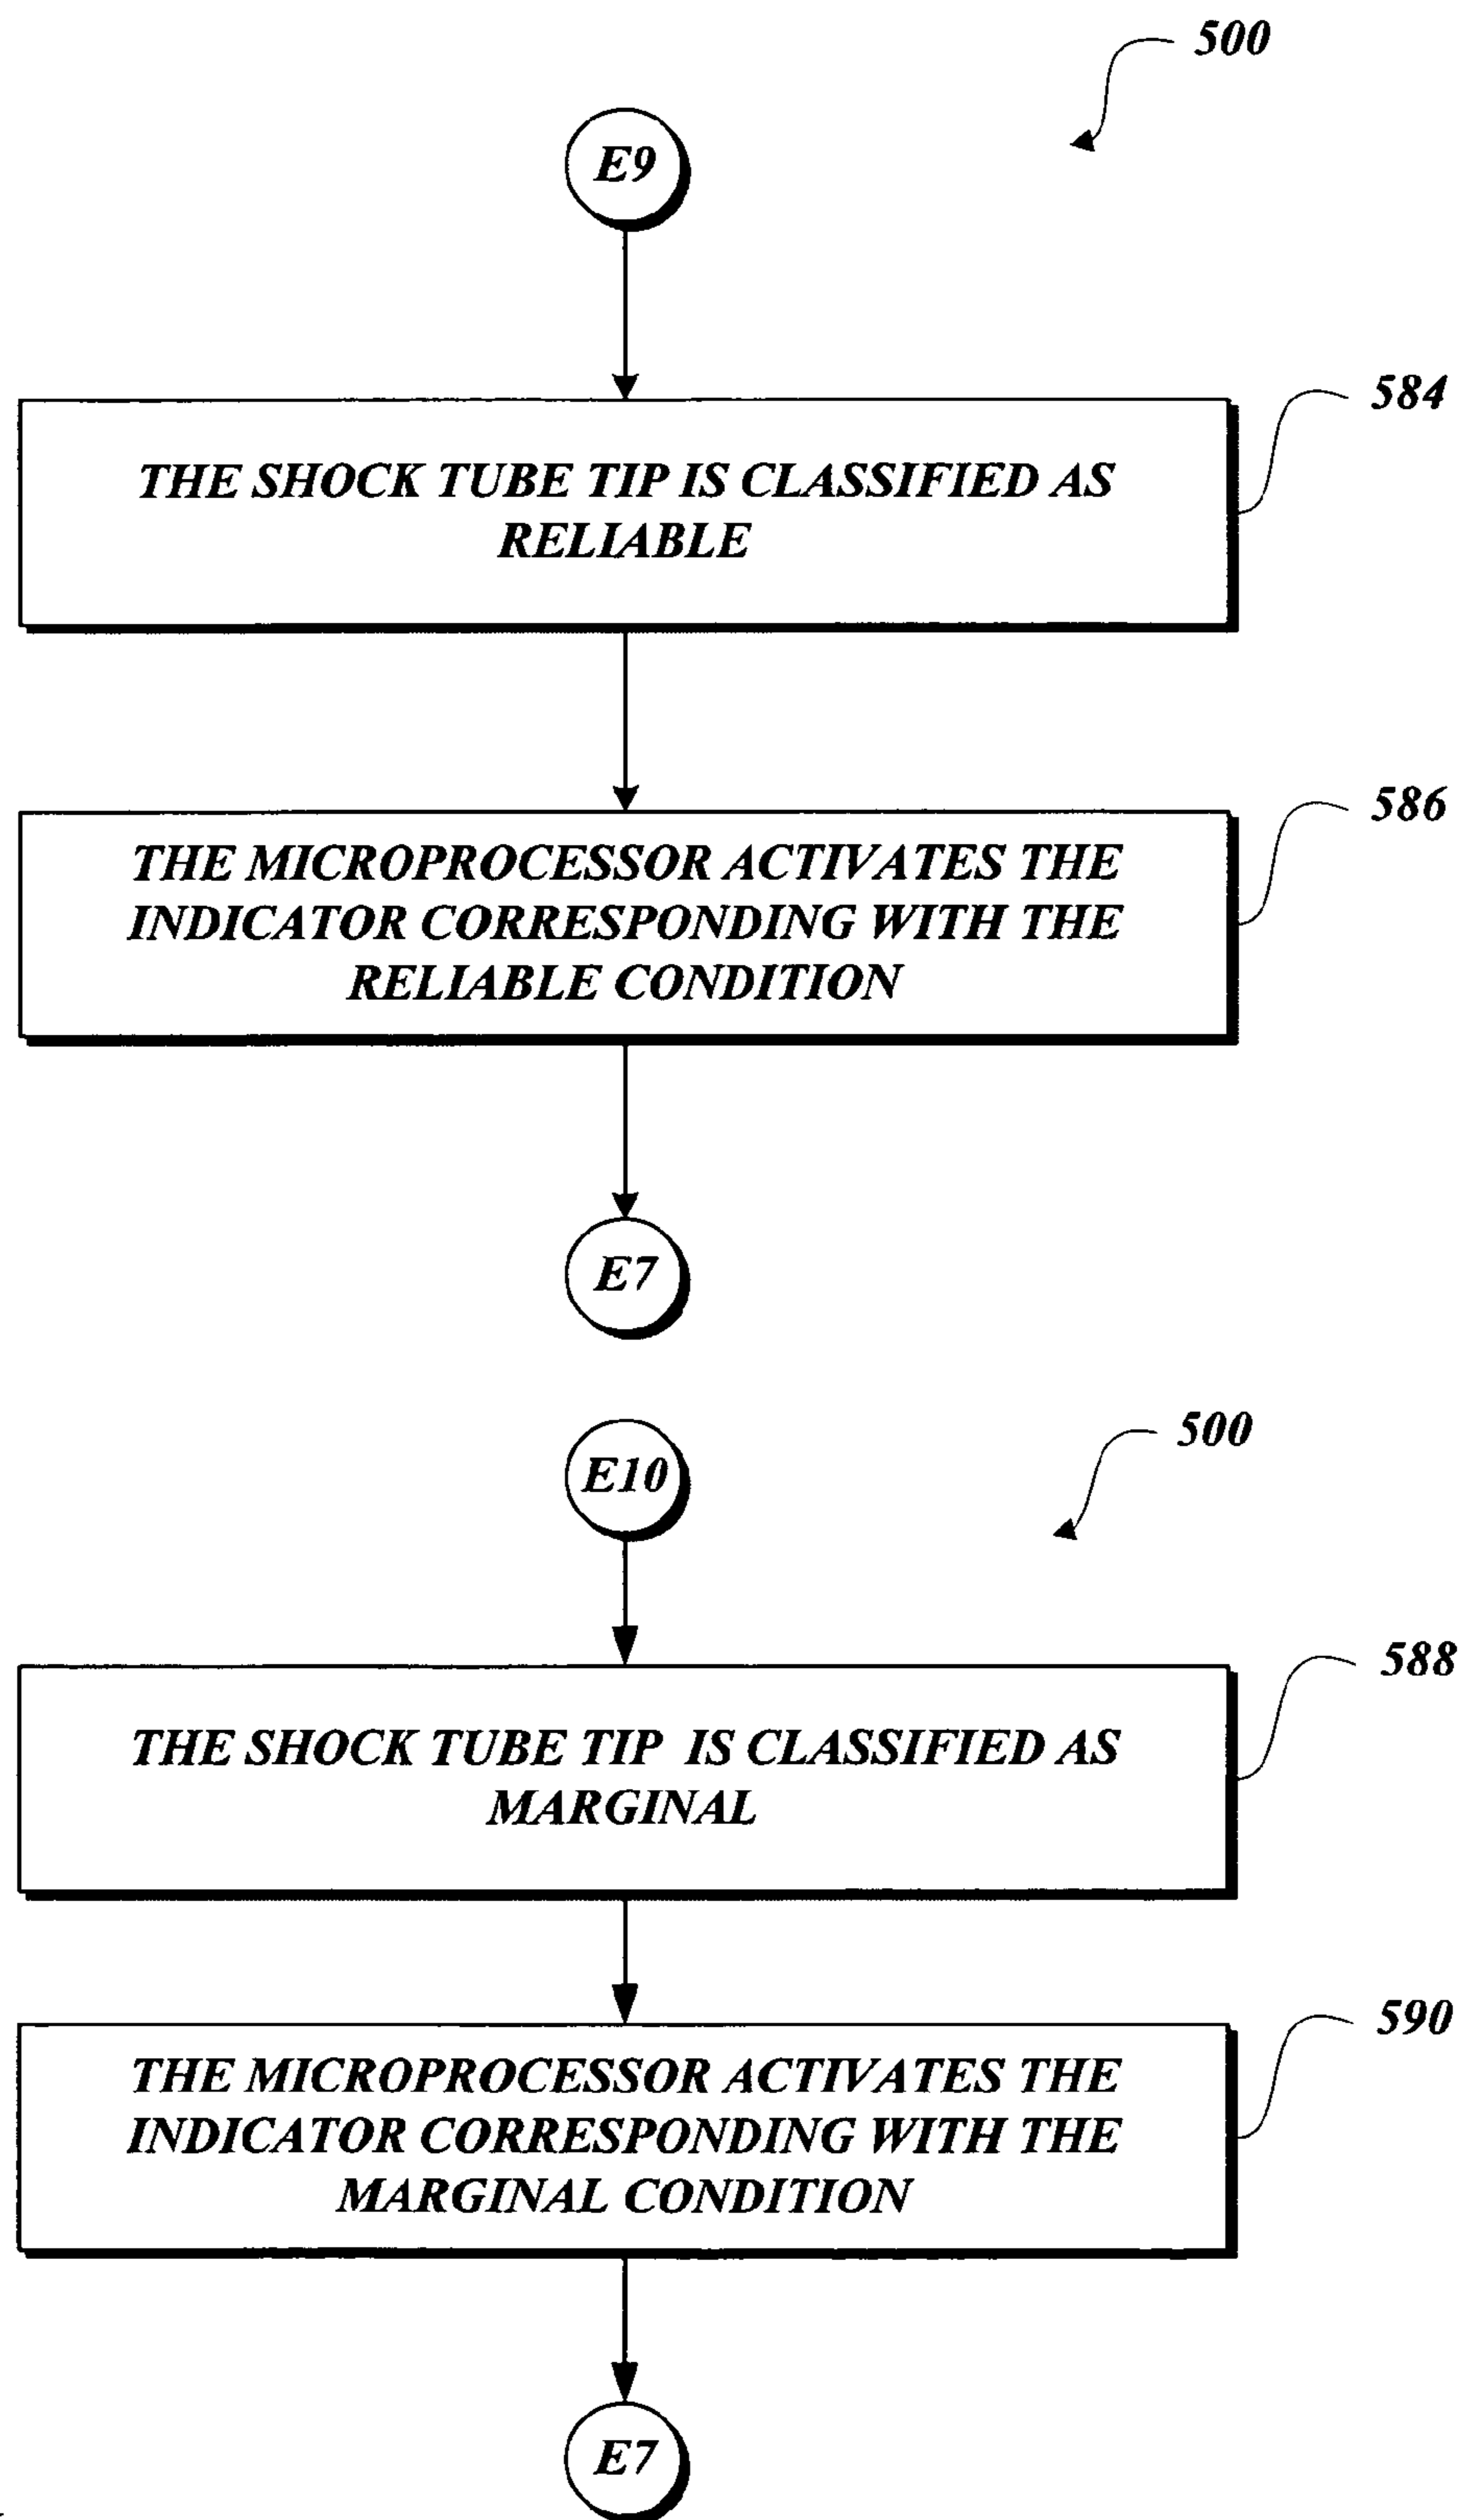 500
E9
584
THE SHOCK TUBE TIP IS CLASSIFIED AS
RELIABLE
586
THE MICROPROCESSOR ACTIVATES THE
INDICATOR CORRESPONDING WITH THE
RELIABLE CONDITION
E7
500
E10
588
THE SHOCK TUBE TIP IS CLASSIFIED AS
MARGINAL
590
THE MICROPROCESSOR ACTIVATES THE
INDICATOR CORRESPONDING WITH THE
MARGINAL CONDITION
E7